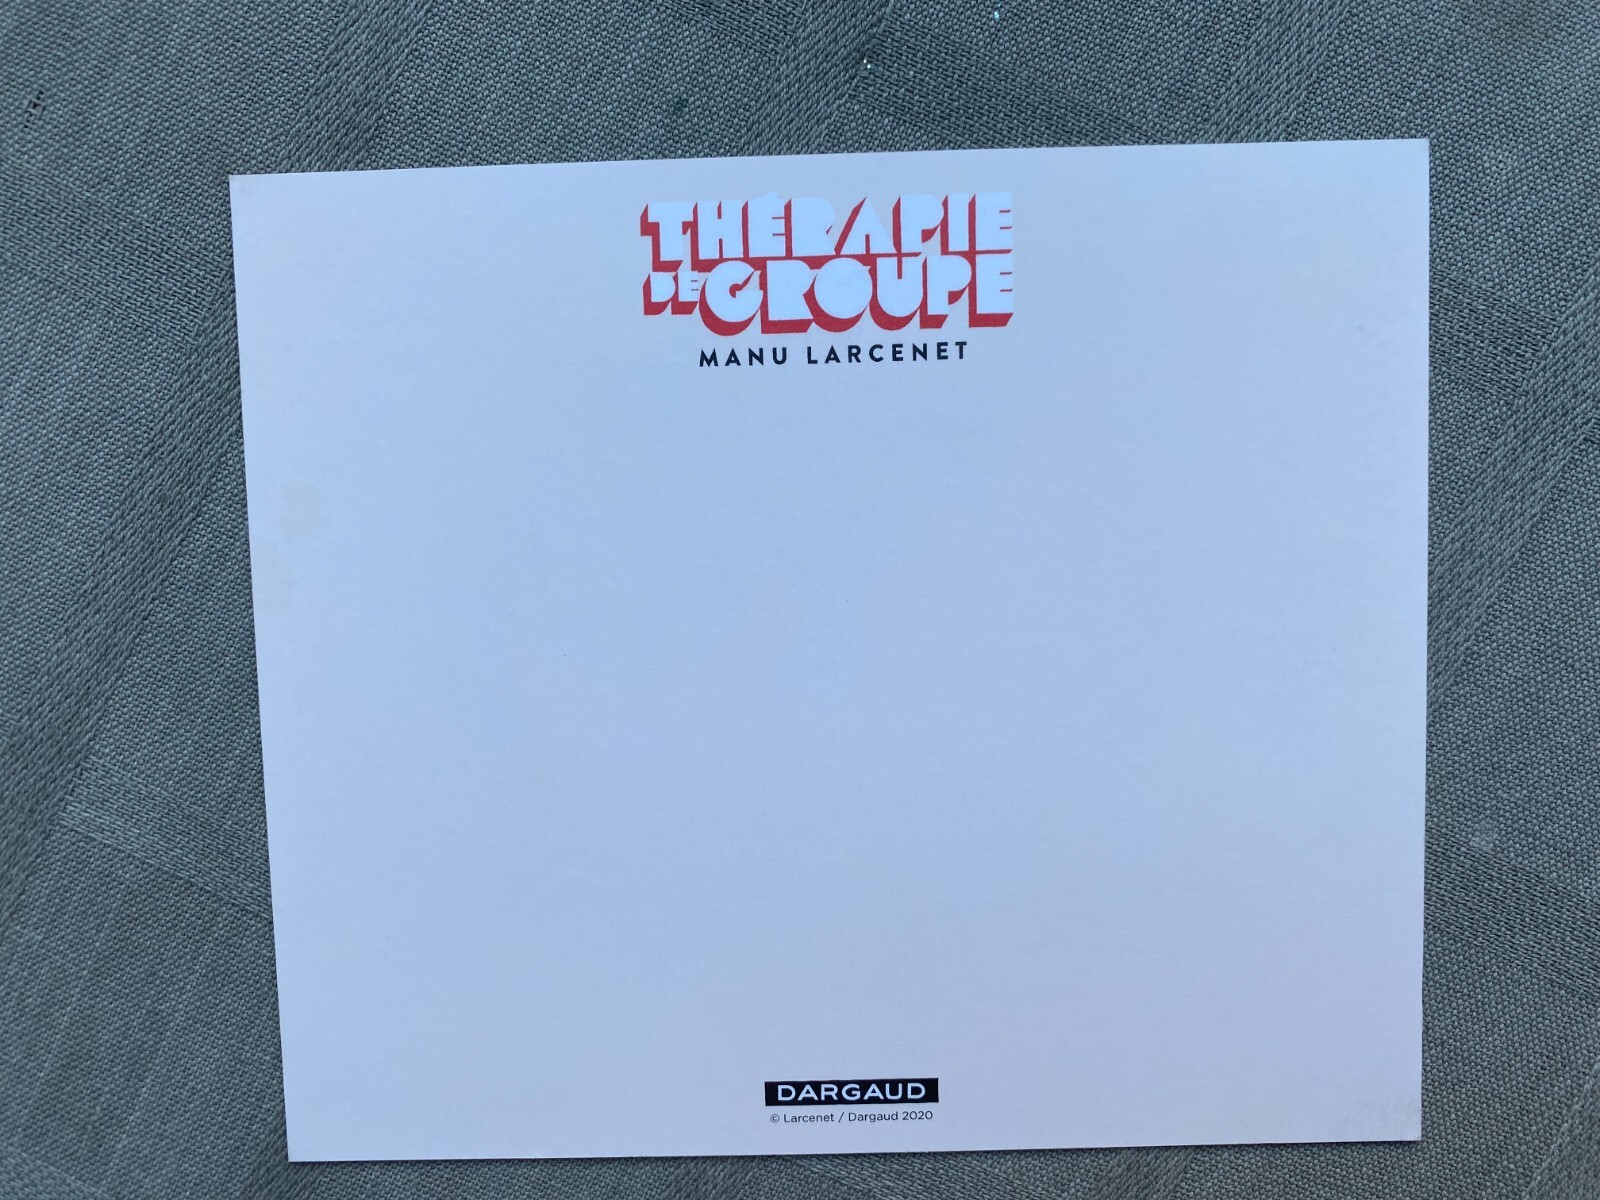 THÉRAPIE
DE GROUPE
MANU LARCENET
DARGAUD
© Larcenet / Dargaud 2020